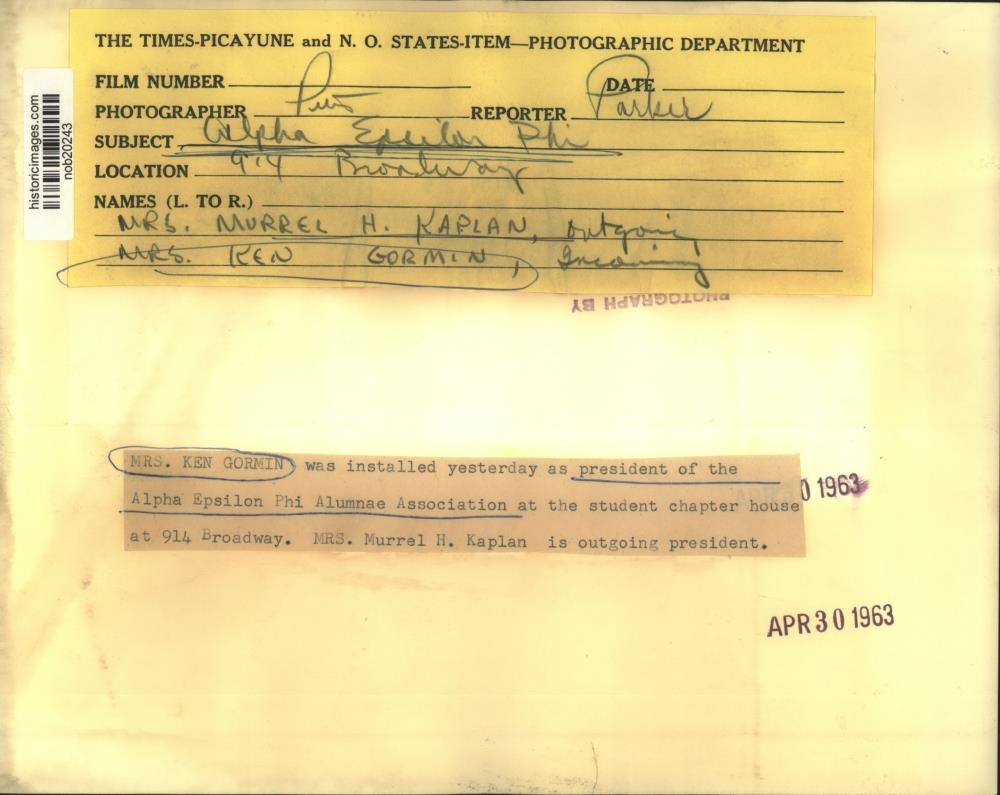 THE TIMES-PICAYUNE and N. O. STATES-ITEM—PHOTOGRAPHIC DEPARTMENT
FILM NUMBER DATE
PHOTOGRAPHER REPORTER Parker
SUBJECT Alpha Epsilon Phi
LOCATION 914 Broadway
NAMES (L. TO R.)
MRS. MURREL H. KAPLAN, outgoing
MRS. KEN GORMIN, Incoming
historicimages.com
nob20243
PHOTOGRAPH BY
MRS. KEN GORMIN was installed yesterday as president of the
Alpha Epsilon Phi Alumnae Association at the student chapter house
at 914 Broadway. MRS. Murrel H. Kaplan is outgoing president.
0 1963
APR 30 1963